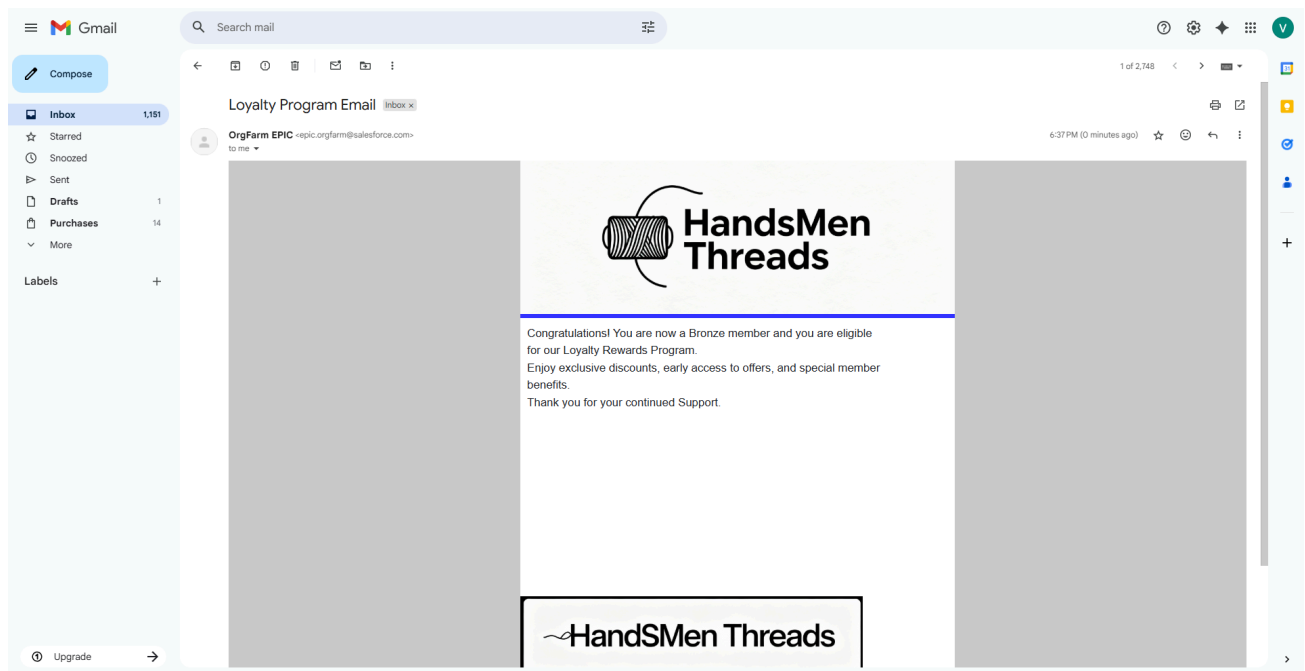 Gmail
Search mail
V
Compose
1 of 2,748
Inbox 1,151
Starred
Snoozed
Sent
Drafts 1
Purchases 14
More
Labels
Upgrade
Loyalty Program Email Inbox x
OrgFarm EPIC <epic.orgfarm@salesforce.com>
6:37 PM (0 minutes ago)
to me
HandsMen
Threads
Congratulations! You are now a Bronze member and you are eligible
for our Loyalty Rewards Program.
Enjoy exclusive discounts, early access to offers, and special member
benefits.
Thank you for your continued Support.
HandSMen Threads